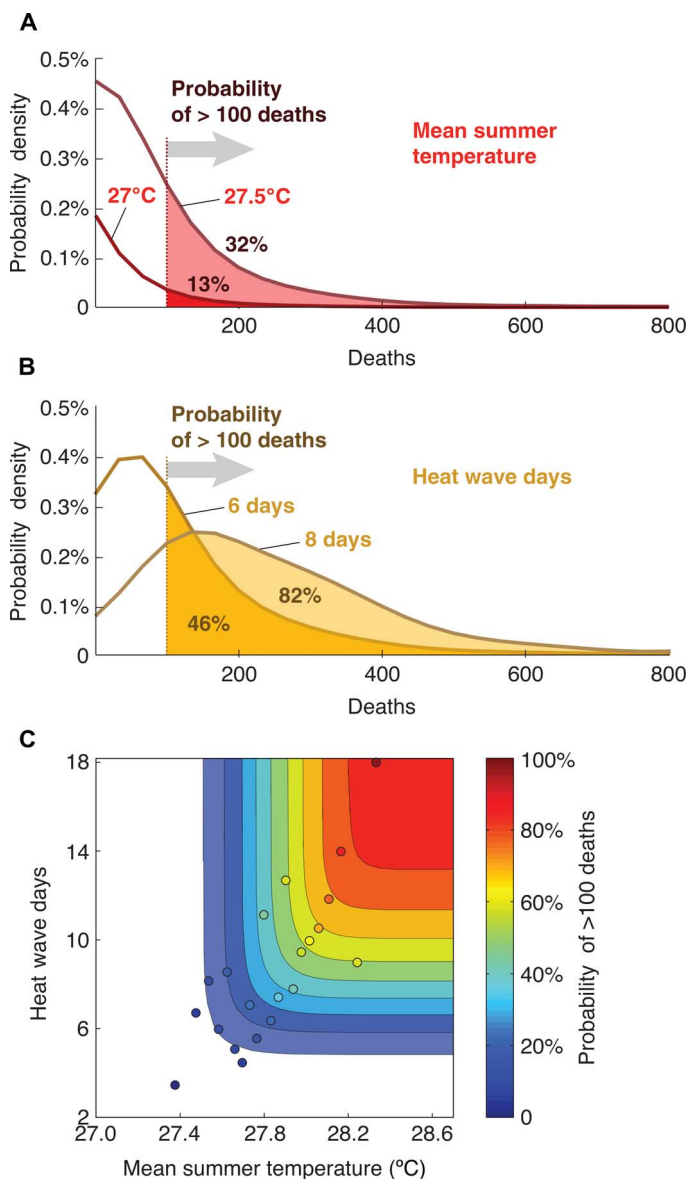 A
0.5%
0.4%
0.3%
0.2%
0.1%
0
Probability density
Probability
of > 100 deaths
Mean summer
temperature
27°C
27.5°C
32%
13%
200
400
600
800
Deaths
B
0.5%
0.4%
0.3%
0.2%
0.1%
0
Probability density
Probability
of > 100 deaths
Heat wave days
6 days
8 days
82%
46%
200
400
600
800
Deaths
C
18
14
10
6
2
Heat wave days
27.0
27.4
27.8
28.2
28.6
Mean summer temperature (ºC)
100%
80%
60%
40%
20%
0
Probability of >100 deaths